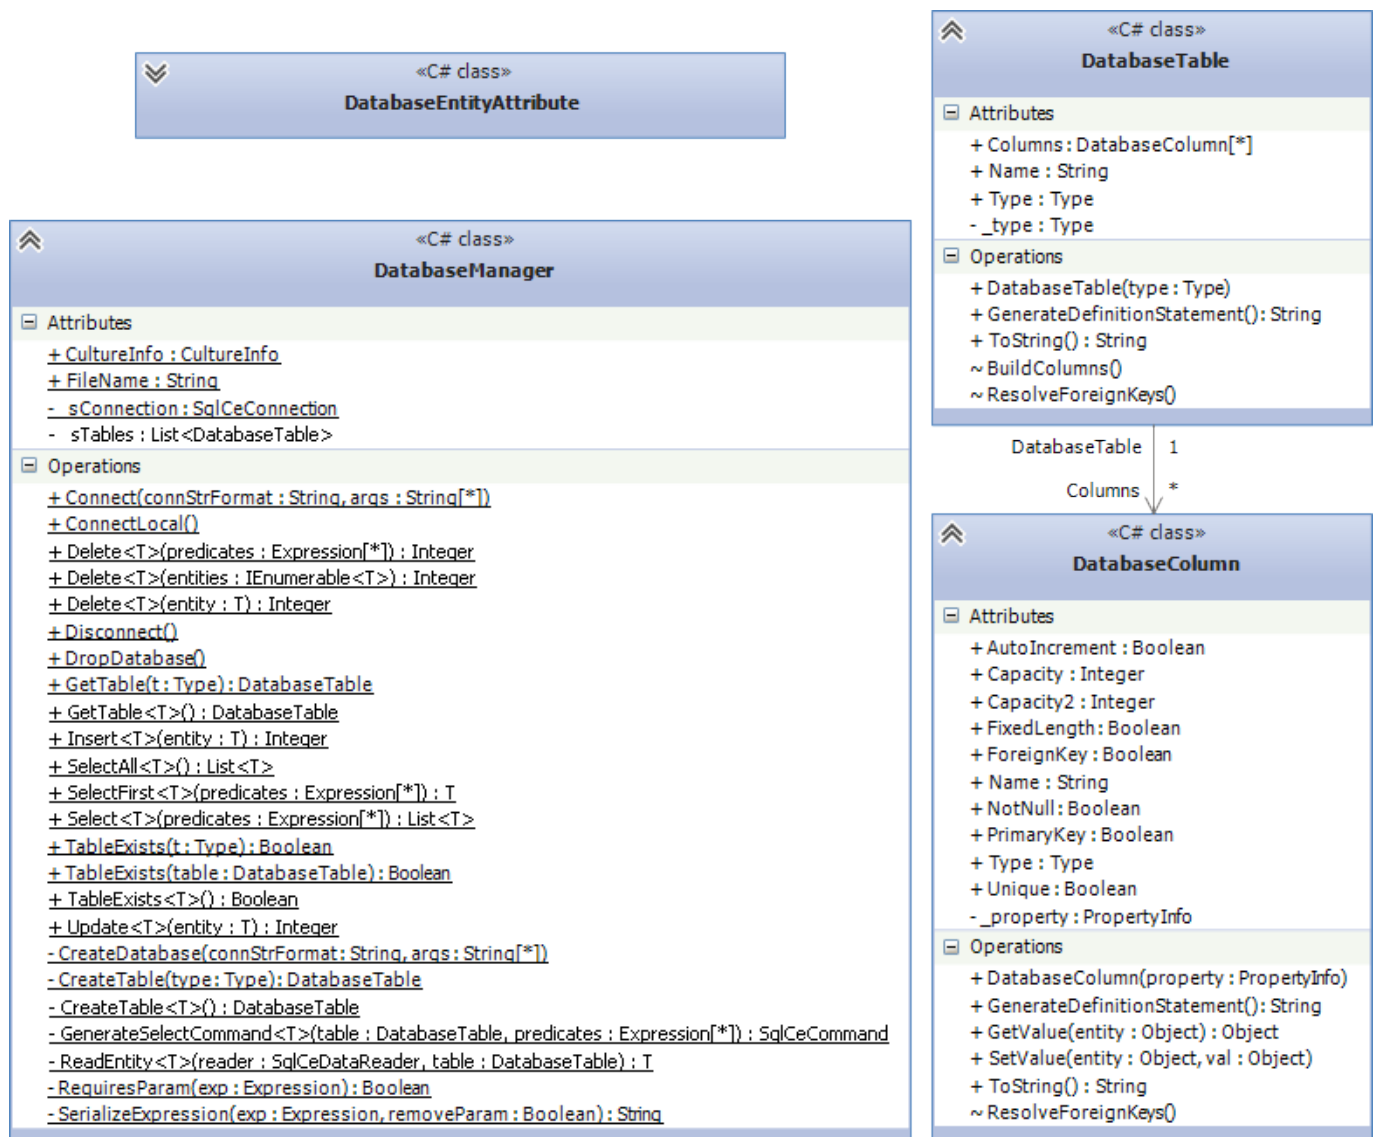 «C# class»
DatabaseEntityAttribute
«C# class»
DatabaseManager
Attributes
+ CultureInfo : CultureInfo
+ FileName : String
- sConnection : SqlCeConnection
- sTables : List<DatabaseTable>
Operations
+ Connect(connStrFormat : String, args : String[*])
+ ConnectLocal()
+ Delete<T>(predicates : Expression[*]) : Integer
+ Delete<T>(entities : IEnumerable<T>) : Integer
+ Delete<T>(entity : T) : Integer
+ Disconnect()
+ DropDatabase()
+ GetTable(t : Type) : DatabaseTable
+ GetTable<T>() : DatabaseTable
+ Insert<T>(entity : T) : Integer
+ SelectAll<T>() : List<T>
+ SelectFirst<T>(predicates : Expression[*]) : T
+ Select<T>(predicates : Expression[*]) : List<T>
+ TableExists(t : Type) : Boolean
+ TableExists(table : DatabaseTable) : Boolean
+ TableExists<T>() : Boolean
+ Update<T>(entity : T) : Integer
- CreateDatabase(connStrFormat : String, args : String[*])
- CreateTable(type : Type) : DatabaseTable
- CreateTable<T>() : DatabaseTable
- GenerateSelectCommand<T>(table : DatabaseTable, predicates : Expression[*]) : SqlCeCommand
- ReadEntity<T>(reader : SqlCeDataReader, table : DatabaseTable) : T
- RequiresParam(exp : Expression) : Boolean
- SerializeExpression(exp : Expression, removeParam : Boolean) : String
«C# class»
DatabaseTable
Attributes
+ Columns : DatabaseColumn[*]
+ Name : String
+ Type : Type
- _type : Type
Operations
+ DatabaseTable(type : Type)
+ GenerateDefinitionStatement() : String
+ ToString() : String
~ BuildColumns()
~ ResolveForeignKeys()
DatabaseTable 1
Columns *
«C# class»
DatabaseColumn
Attributes
+ AutoIncrement : Boolean
+ Capacity : Integer
+ Capacity2 : Integer
+ FixedLength : Boolean
+ ForeignKey : Boolean
+ Name : String
+ NotNull : Boolean
+ PrimaryKey : Boolean
+ Type : Type
+ Unique : Boolean
- _property : PropertyInfo
Operations
+ DatabaseColumn(property : PropertyInfo)
+ GenerateDefinitionStatement() : String
+ GetValue(entity : Object) : Object
+ SetValue(entity : Object, val : Object)
+ ToString() : String
~ ResolveForeignKeys()